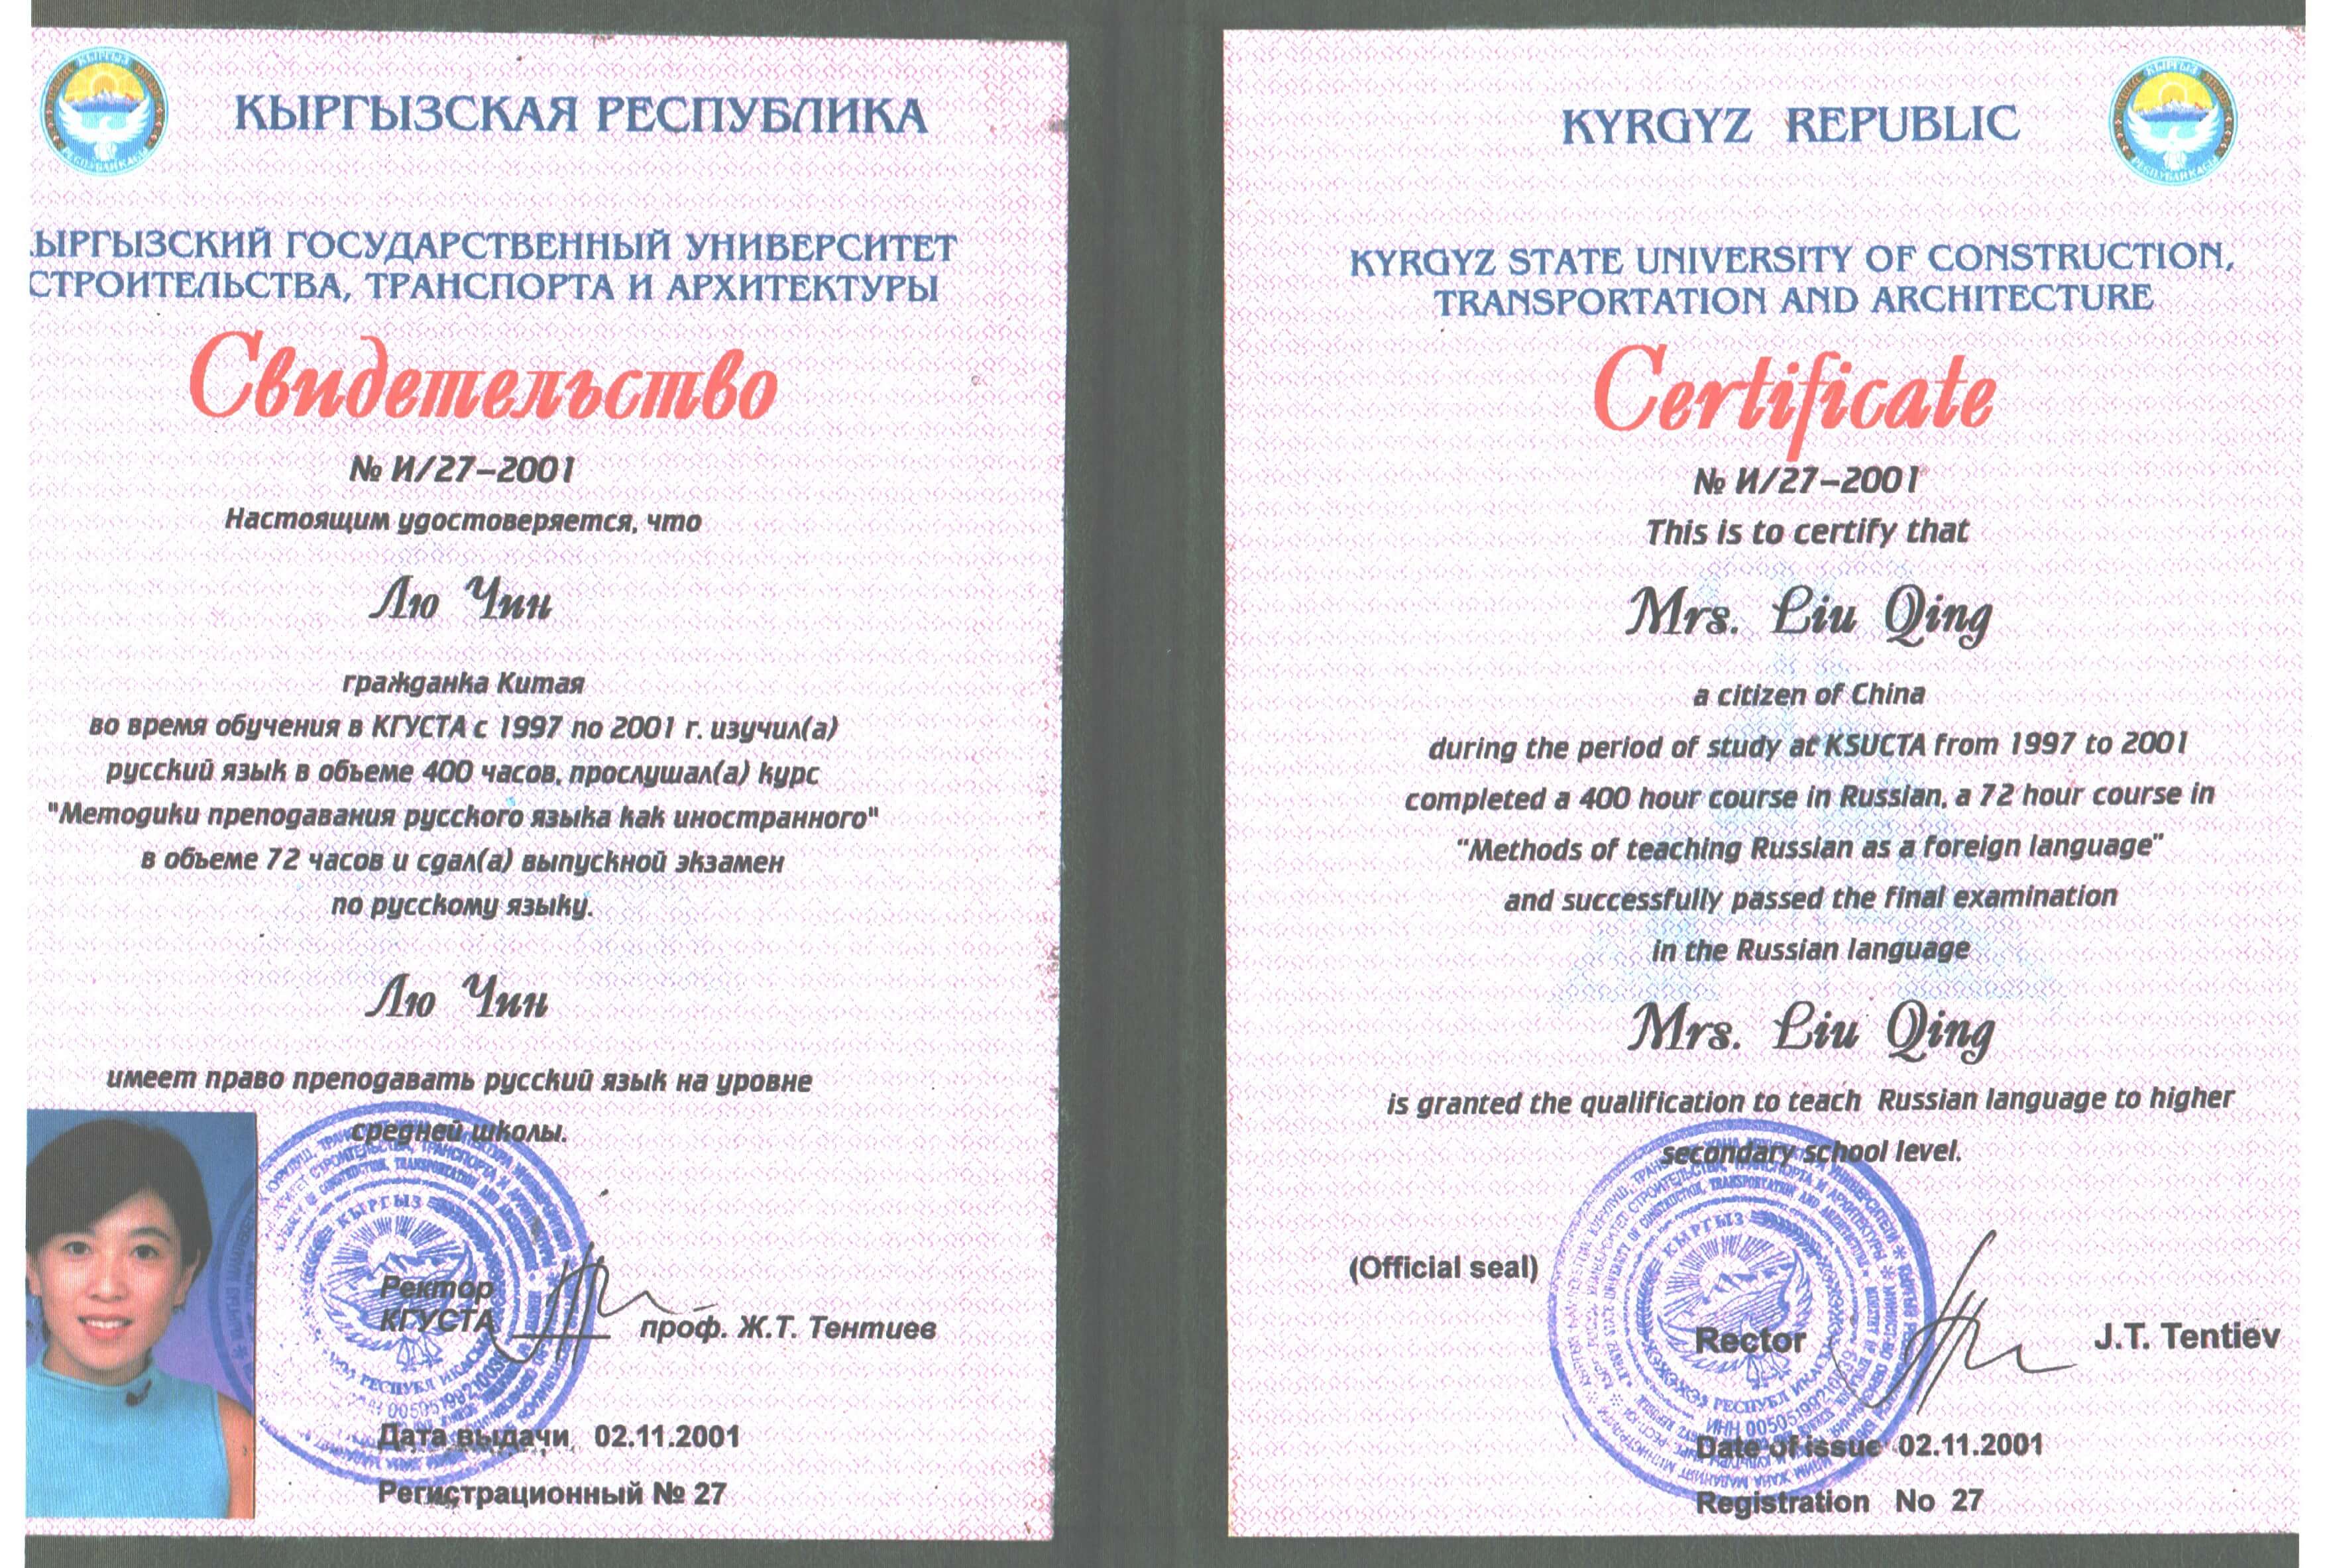 КЫРГЫЗСКАЯ РЕСПУБЛИКА
ЫРГЫЗСКИЙ ГОСУДАРСТВЕННЫЙ УНИВЕРСИТЕТ
СТРОИТЕЛЬСТВА, ТРАНСПОРТА И АРХИТЕКТУРЫ
Свидетельство
№ И/27-2001
Настоящим удостоверяется, что
Лю Чин
гражданка Китая
во время обучения в КГУСТА с 1997 по 2001 г. изучил(а)
русский язык в объеме 400 часов, прослушал(а) курс
"Методики преподавания русского языка как иностранного"
в объеме 72 часов и сдал(а) выпускной экзамен
по русскому языку.
Лю Чин
имеет право преподавать русский язык на уровне
средней школы.
Ректор
КГУСТА проф. Ж.Т. Тентиев
Дата выдачи 02.11.2001
Регистрационный № 27
KYRGYZ REPUBLIC
KYRGYZ STATE UNIVERSITY OF CONSTRUCTION,
TRANSPORTATION AND ARCHITECTURE
Certificate
№ И/27-2001
This is to certify that
Mrs. Liu Qing
a citizen of China
during the period of study at KSUCTA from 1997 to 2001
completed a 400 hour course in Russian, a 72 hour course in
"Methods of teaching Russian as a foreign language"
and successfully passed the final examination
in the Russian language
Mrs. Liu Qing
is granted the qualification to teach Russian language to higher
secondary school level.
(Official seal)
Rector J.T. Tentiev
Date of issue 02.11.2001
Registration No 27